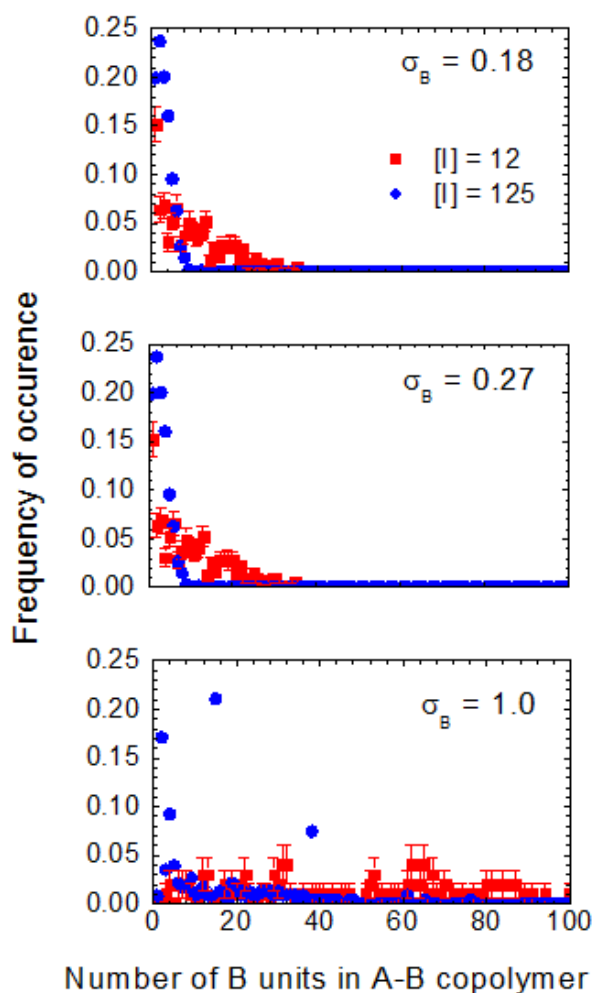 0.25
σB = 0.18
0.20
[I] = 12
0.15
[I] = 125
0.10
0.05
0.00
0.25
σB = 0.27
0.20
0.15
0.10
0.05
0.00
Frequency of occurence
0.25
σB = 1.0
0.20
0.15
0.10
0.05
0.00
0 20 40 60 80 100
Number of B units in A-B copolymer